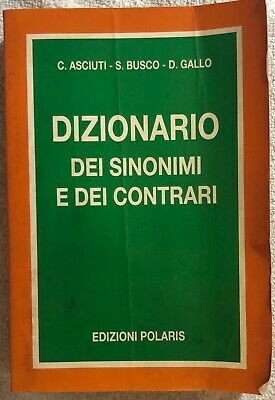 C. ASCIUTI - S. BUSCO - D. GALLO
DIZIONARIO
DEI SINONIMI
E DEI CONTRARI
EDIZIONI POLARIS